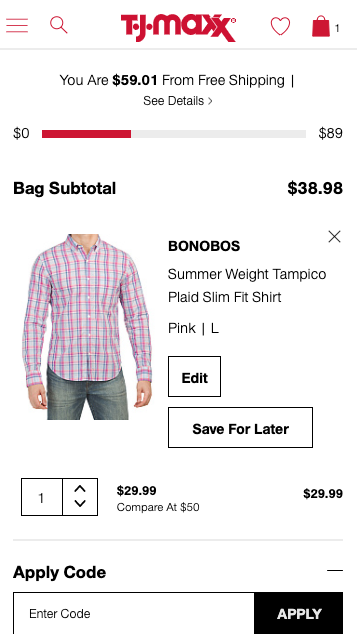 T·J·maxx®
1
You Are $59.01 From Free Shipping |
See Details >
$0 $89
Bag Subtotal $38.98
BONOBOS
Summer Weight Tampico
Plaid Slim Fit Shirt
Pink | L
Edit
Save For Later
1 $29.99 $29.99
Compare At $50
Apply Code
Enter Code APPLY